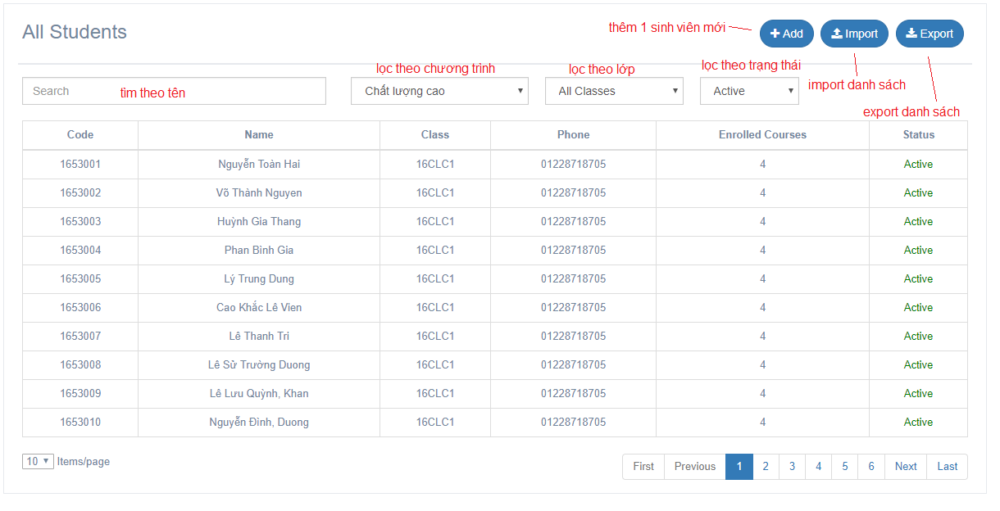 All Students
thêm 1 sinh viên mới
Add
Import
Export
lọc theo chương trình
lọc theo lớp
lọc theo trạng thái
import danh sách
export danh sách
Search
tìm theo tên
Chất lượng cao
All Classes
Active
Code Name Class Phone Enrolled Courses Status
1653001 Nguyễn Toàn Hai 16CLC1 01228718705 4 Active
1653002 Võ Thành Nguyen 16CLC1 01228718705 4 Active
1653003 Huỳnh Gia Thang 16CLC1 01228718705 4 Active
1653004 Phan Bình Gia 16CLC1 01228718705 4 Active
1653005 Lý Trung Dung 16CLC1 01228718705 4 Active
1653006 Cao Khắc Lê Vien 16CLC1 01228718705 4 Active
1653007 Lê Thanh Tri 16CLC1 01228718705 4 Active
1653008 Lê Sử Trường Duong 16CLC1 01228718705 4 Active
1653009 Lê Lưu Quỳnh, Khan 16CLC1 01228718705 4 Active
1653010 Nguyễn Đình, Duong 16CLC1 01228718705 4 Active
10 Items/page
First Previous 1 2 3 4 5 6 Next Last